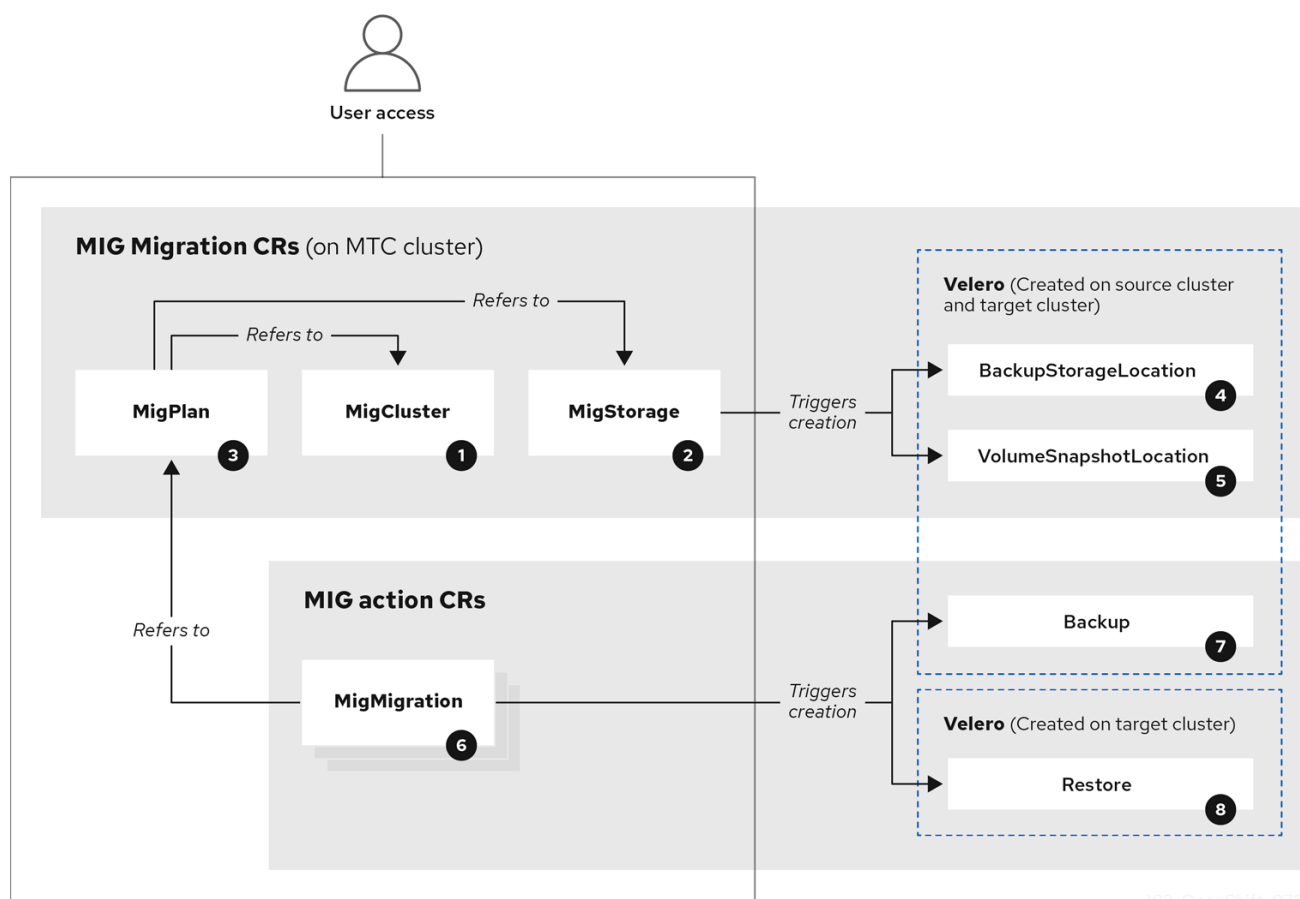 User access
MIG Migration CRs (on MTC cluster)
Refers to
Refers to
MigPlan
3
MigCluster
1
MigStorage
2
Triggers
creation
Velero (Created on source cluster
and target cluster)
BackupStorageLocation
4
VolumeSnapshotLocation
5
Refers to
MIG action CRs
MigMigration
6
Triggers
creation
Backup
7
Velero (Created on target cluster)
Restore
8